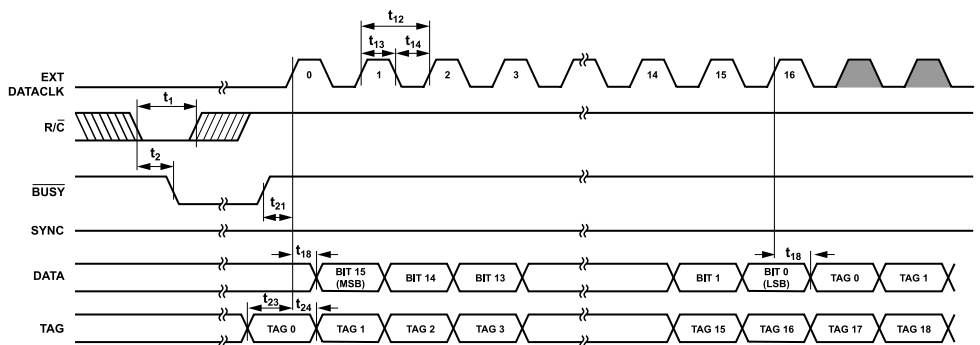 t12
t13 t14
EXT
DATACLK
0 1 2 3 14 15 16
t1
R/C̅
t2
B̅U̅S̅Y̅
t21
SYNC
t18 t18
DATA
BIT 15
(MSB)
BIT 14
BIT 13
BIT 1
BIT 0
(LSB)
TAG 0
TAG 1
t23 t24
TAG
TAG 0 TAG 1 TAG 2 TAG 3 TAG 15 TAG 16 TAG 17 TAG 18